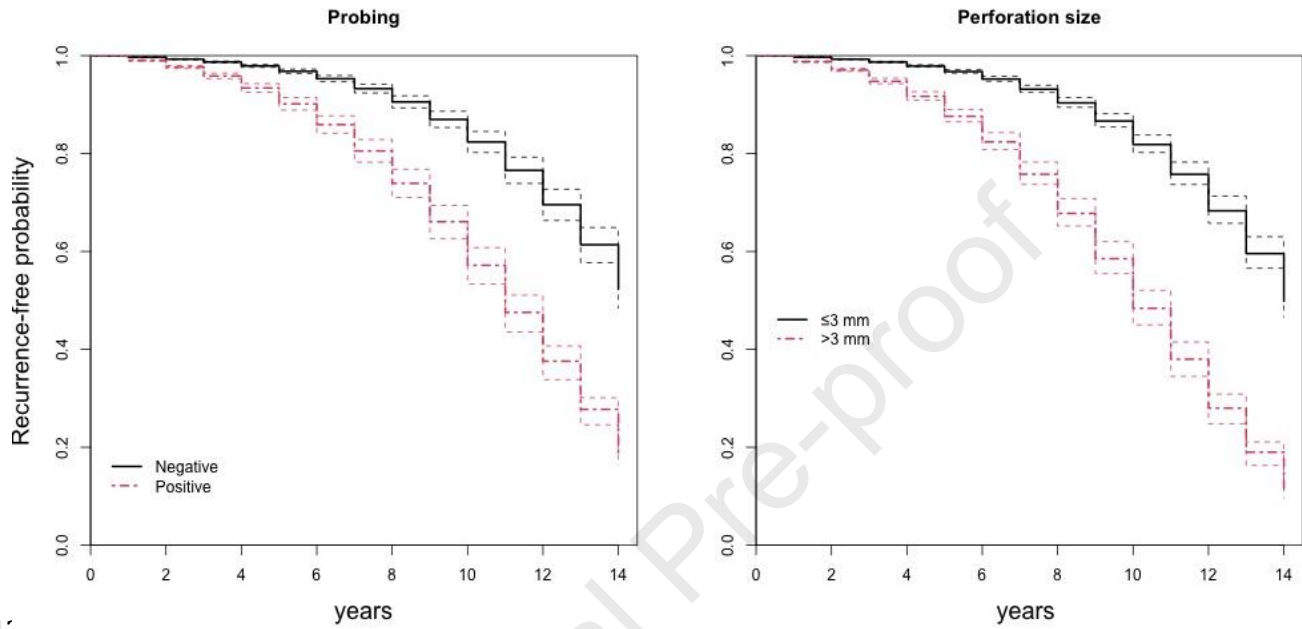 Probing
Perforation size
Recurrence-free probability
1.0
0.8
0.6
0.4
0.2
0.0
Negative
Positive
0 2 4 6 8 10 12 14
years
1.0
0.8
0.6
0.4
0.2
0.0
≤3 mm
>3 mm
0 2 4 6 8 10 12 14
years
al Pre-proof